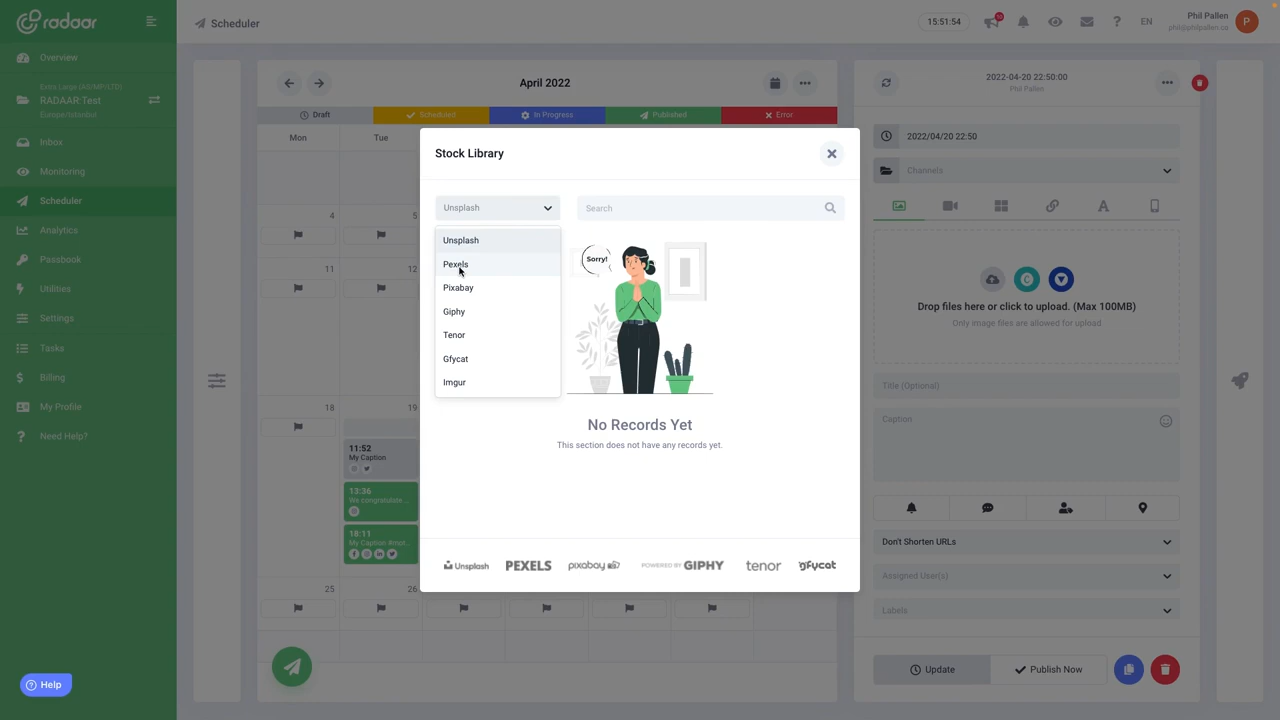 radaar
Scheduler
15:51:54
EN
Phil Pallen
phil@philpallen.ca
P
Overview
Extra Large (AS/MP/LTD)
RADAAR:Test
Europe/Istanbul
Inbox
Monitoring
Scheduler
Analytics
Passbook
Utilities
Settings
Tasks
Billing
My Profile
Need Help?
Help
April 2022
Draft
Scheduled
In Progress
Published
Error
Mon
Tue
4
5
11
12
18
19
11:52
My Caption
13:36
We congratulate...
18:11
My Caption #mor...
25
26
Stock Library
Unsplash
Search
Unsplash
Pexels
Pixabay
Giphy
Tenor
Gfycat
Imgur
Sorry!
No Records Yet
This section does not have any records yet.
Unsplash
PEXELS
pixabay
POWERED BY GIPHY
tenor
gfycat
2022-04-20 22:50:00
Phil Pallen
2022/04/20 22:50
Channels
Drop files here or click to upload. (Max 100MB)
Only image files are allowed for upload
Title (Optional)
Caption
Don't Shorten URLs
Assigned User(s)
Labels
Update
Publish Now